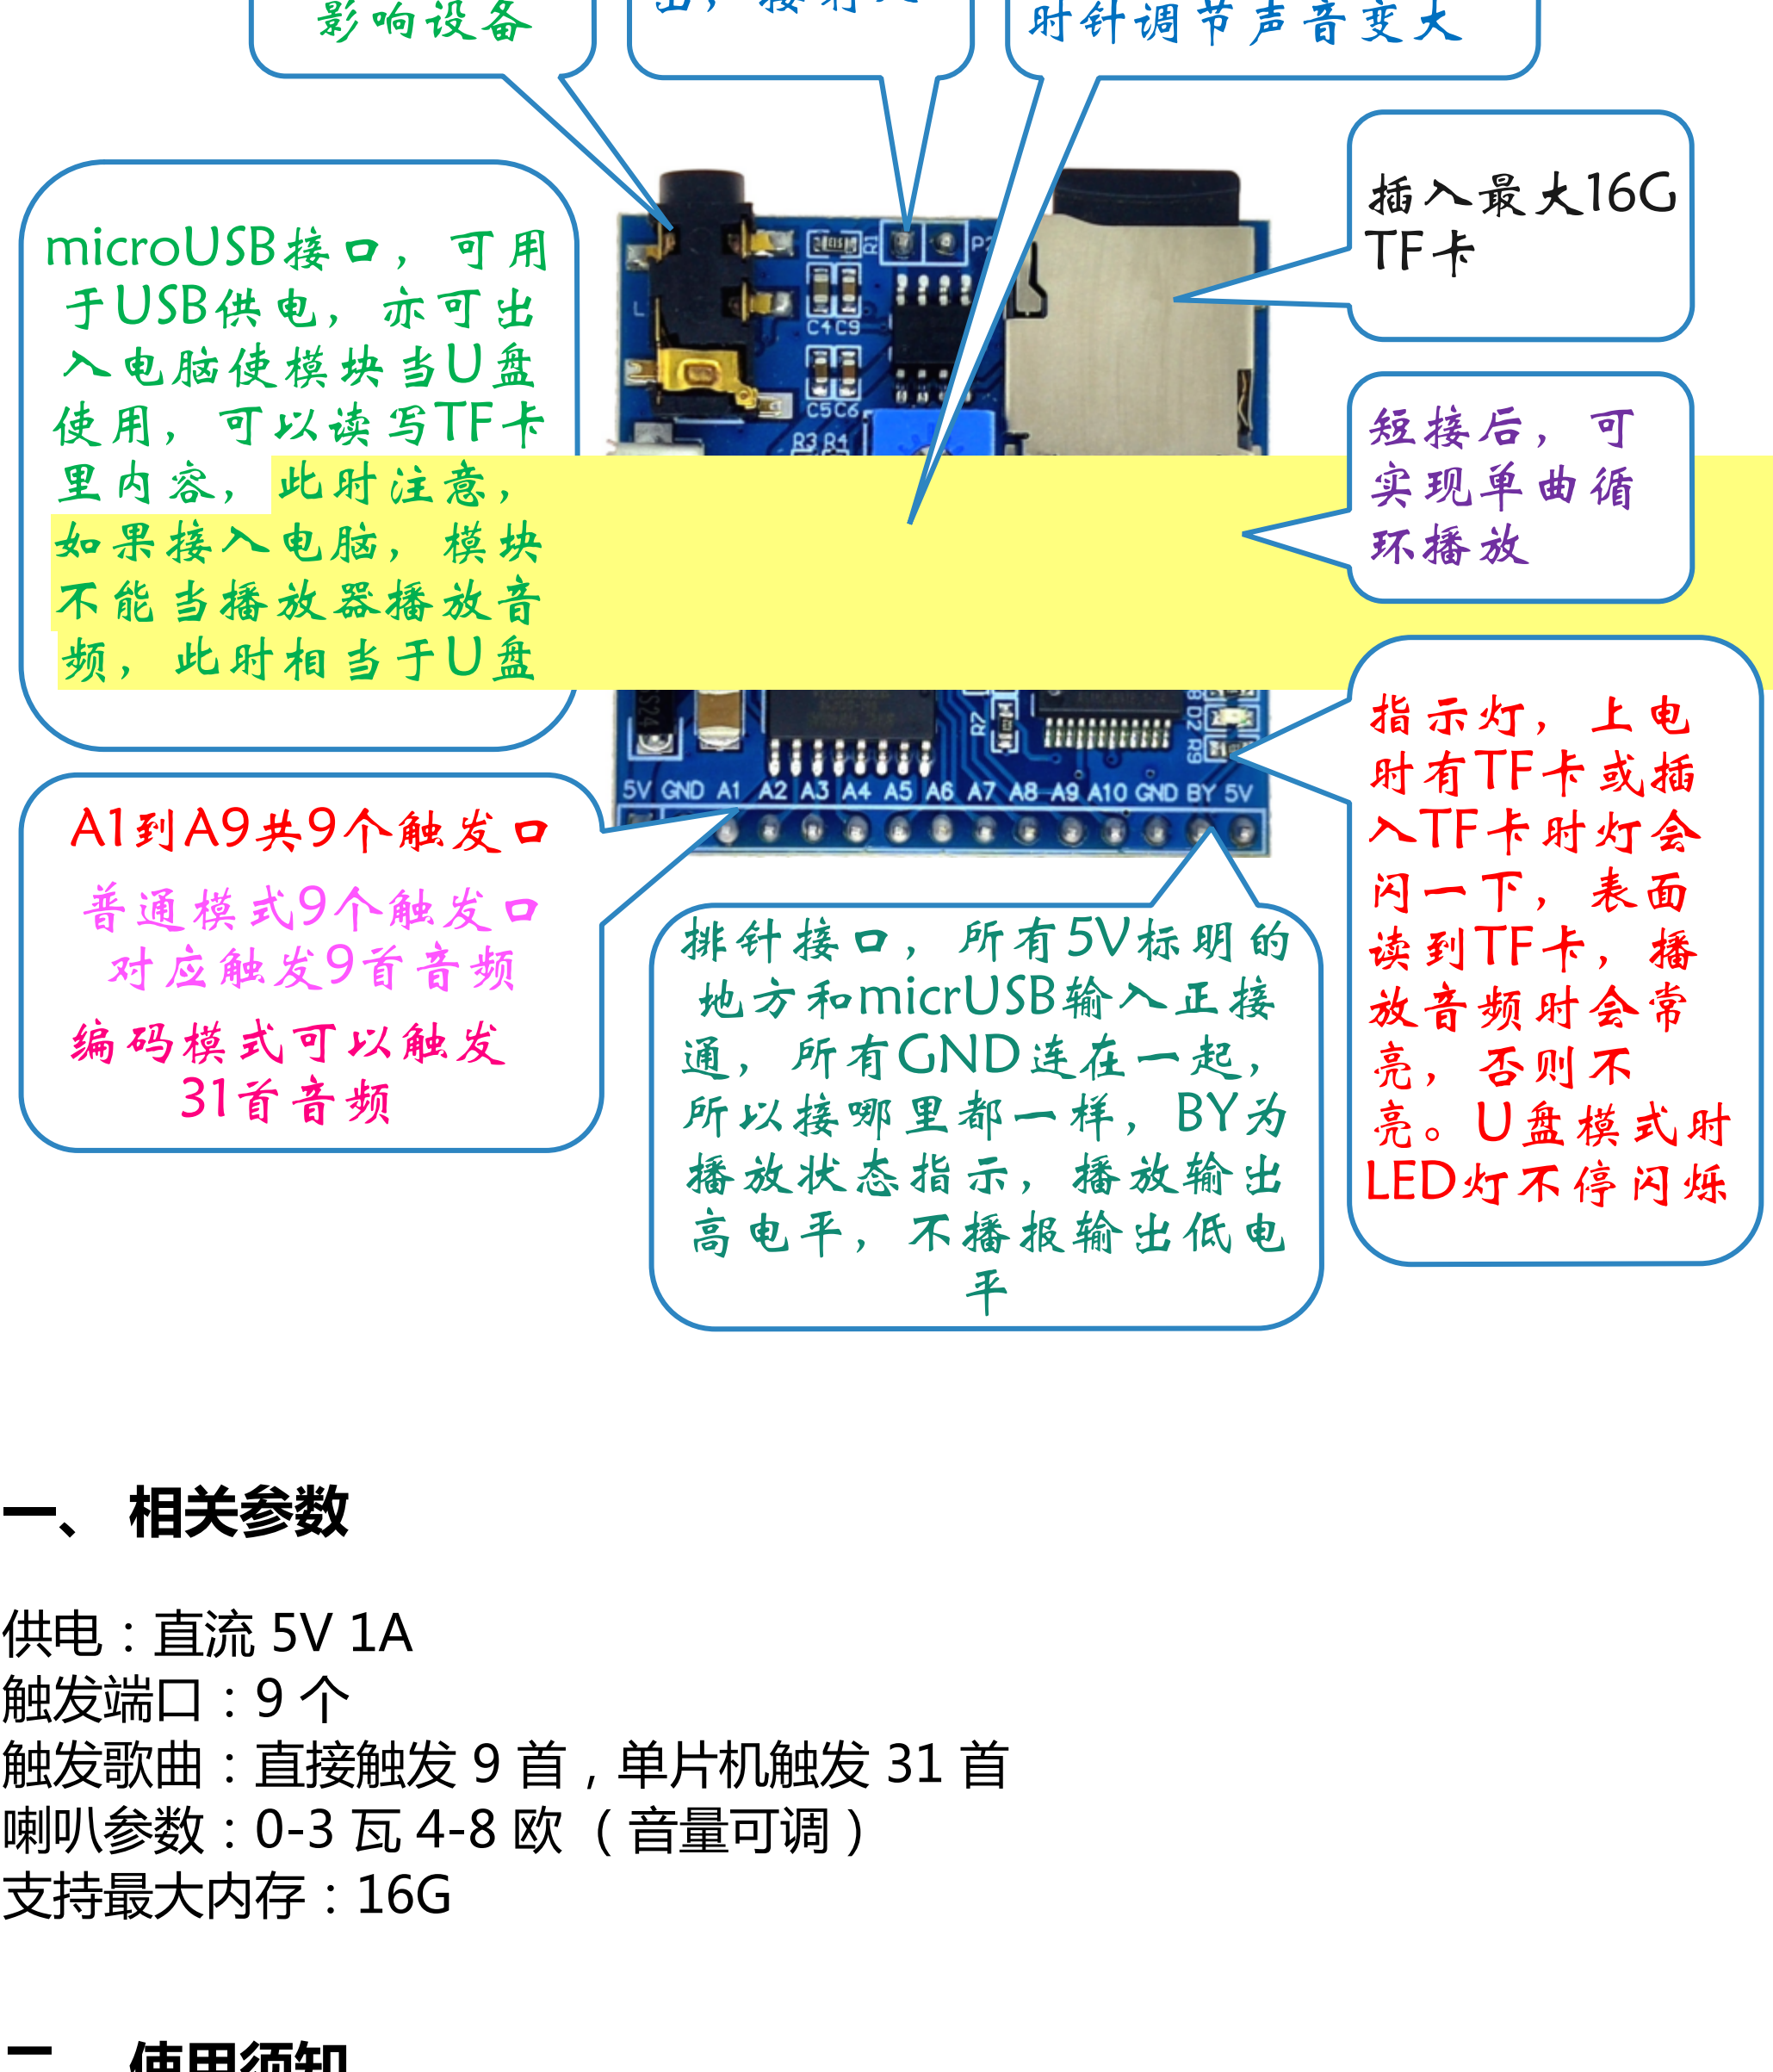 影响设备
时针调节声音变大
插入最大16G
TF卡
microUSB接口，可用
于USB供电，亦可出
入电脑使模块当U盘
使用，可以读写TF卡
里内容，此时注意，
如果接入电脑，模块
不能当播放器播放音
频，此时相当于U盘
短接后，可
实现单曲循
环播放
R1
P2
L
C4 C9
C5 C6
R3 R4
S24
R7
D2 R9
5V GND A1 A2 A3 A4 A5 A6 A7 A8 A9 A10 GND BY 5V
指示灯，上电
时有TF卡或插
入TF卡时灯会
闪一下，表面
读到TF卡，播
放音频时会常
亮，否则不
亮。U盘模式时
LED灯不停闪烁
A1到A9共9个触发口
普通模式9个触发口
对应触发9首音频
编码模式可以触发
31首音频
排针接口，所有5V标明的
地方和micrUSB输入正接
通，所有GND连在一起，
所以接哪里都一样，BY为
播放状态指示，播放输出
高电平，不播报输出低电
平
一、 相关参数
供电：直流 5V 1A
触发端口：9 个
触发歌曲：直接触发 9 首，单片机触发 31 首
喇叭参数：0-3 瓦 4-8 欧 （音量可调）
支持最大内存：16G
二、使用须知